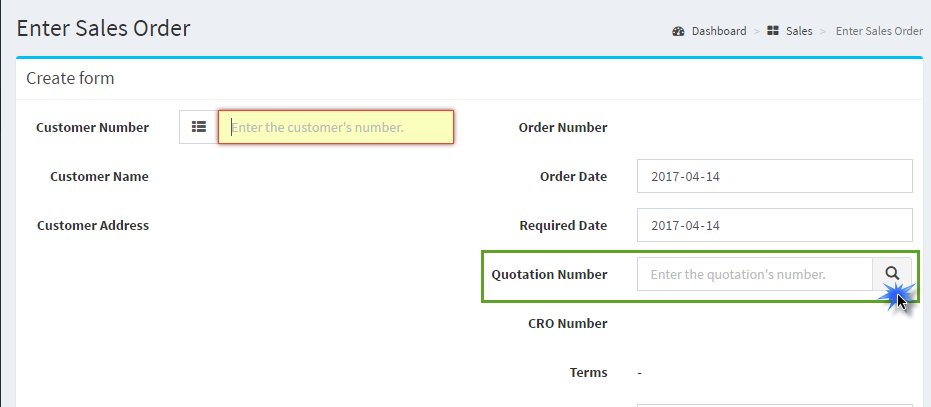 Enter Sales Order
Dashboard > Sales > Enter Sales Order
Create form
Customer Number Enter the customer's number.
Order Number
Customer Name
Order Date 2017-04-14
Customer Address
Required Date 2017-04-14
Quotation Number Enter the quotation's number.
CRO Number
Terms -